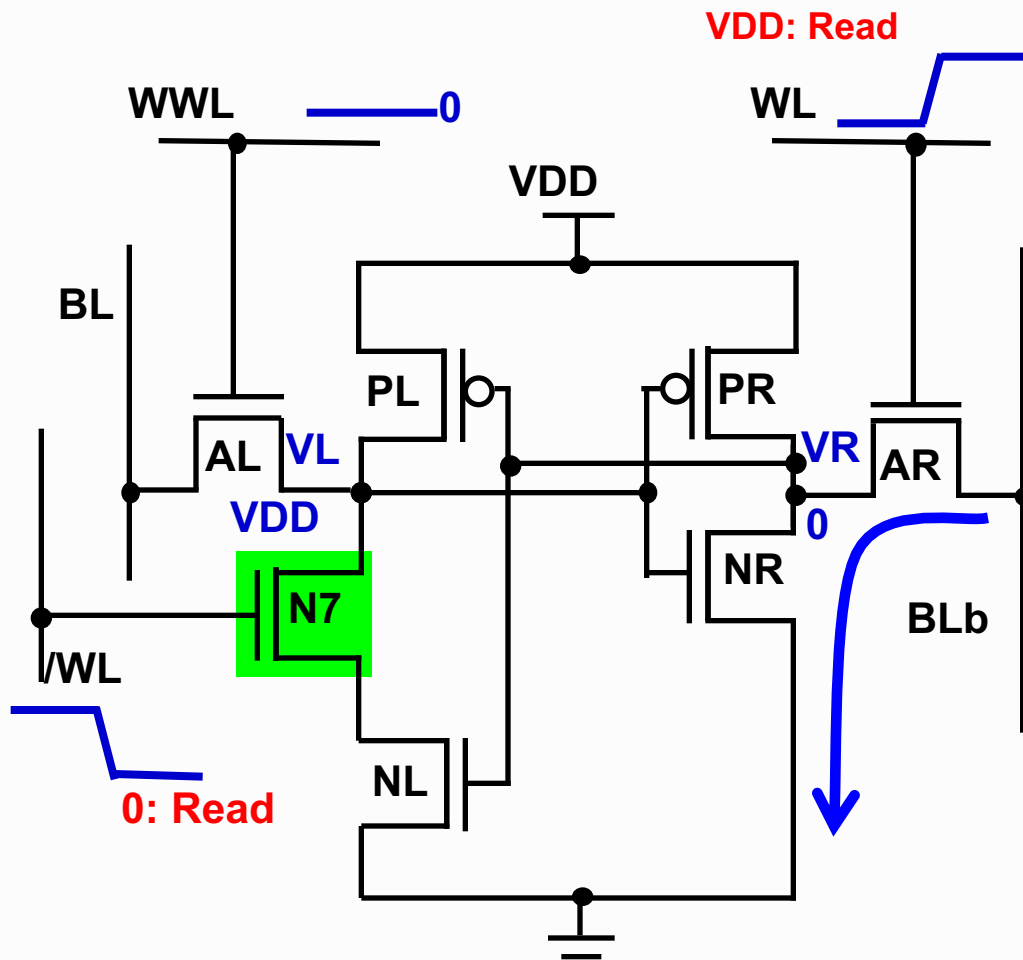 VDD: Read
WWL
0
WL
VDD
BL
PL
PR
AL
VL
VR
AR
VDD
0
N7
NR
BLb
/WL
NL
0: Read